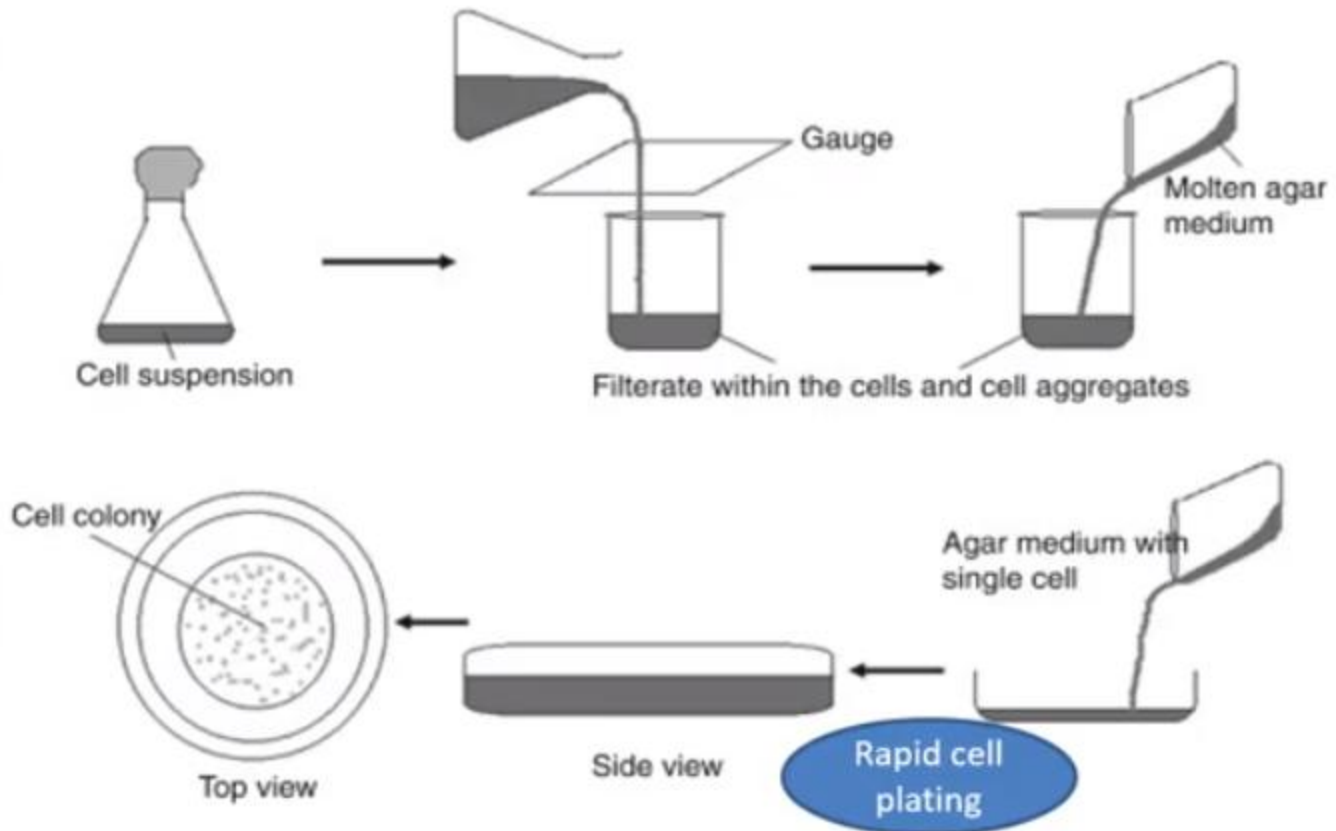 Gauge
Molten agar
medium
Cell suspension
Filterate within the cells and cell aggregates
Cell colony
Agar medium with
single cell
Top view
Side view
Rapid cell
plating